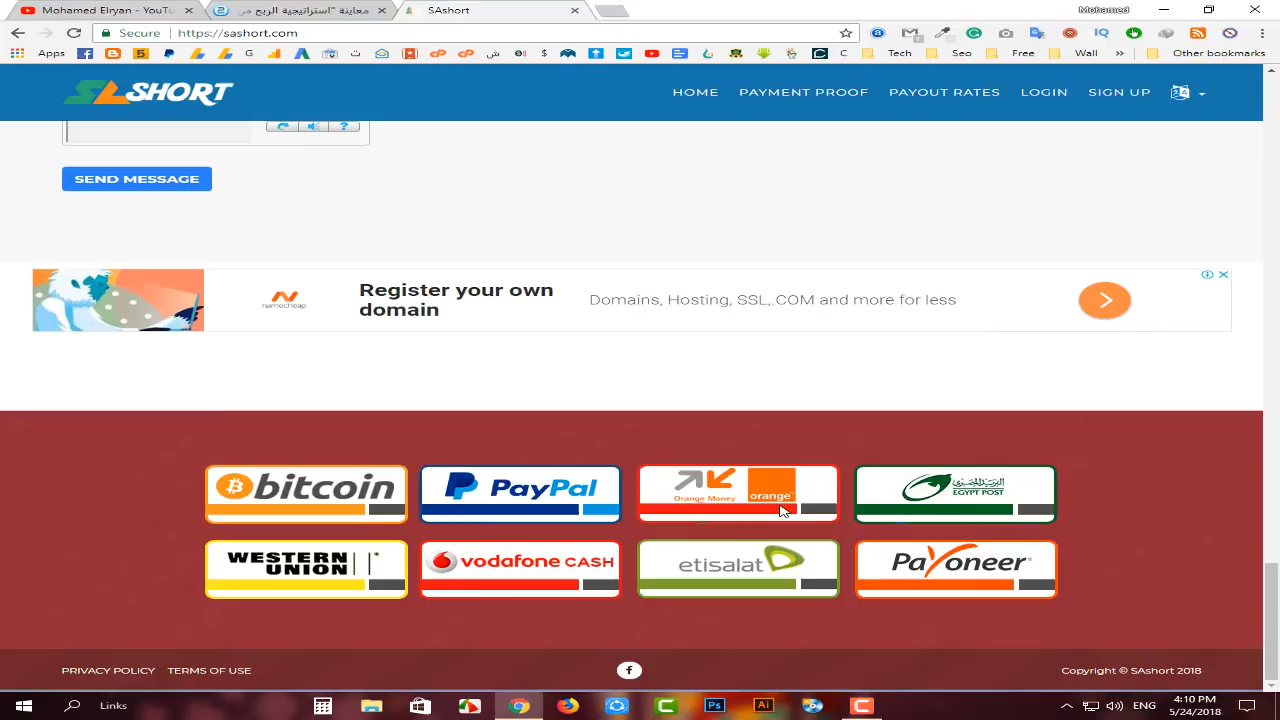 Mohamed Elryan - YouTu
معاينة "استراتيجية الربح من
SAshort
Mohamed
Secure
https://sashort.com
Apps
Tech
Seo
Free
Wall
Other bookmarks
SHORT
HOME
PAYMENT PROOF
PAYOUT RATES
LOGIN
SIGN UP
SEND MESSAGE
namecheap
Register your own
domain
Domains, Hosting, SSL,.COM and more for less
bitcoin
PayPal
Orange Money
orange
البريد المصرى
EGYPT POST
WESTERN
UNION
vodafone CASH
etisalat
Payoneer
PRIVACY POLICY
TERMS OF USE
Copyright © SAshort 2018
Links
ENG
4:10 PM
5/24/2018